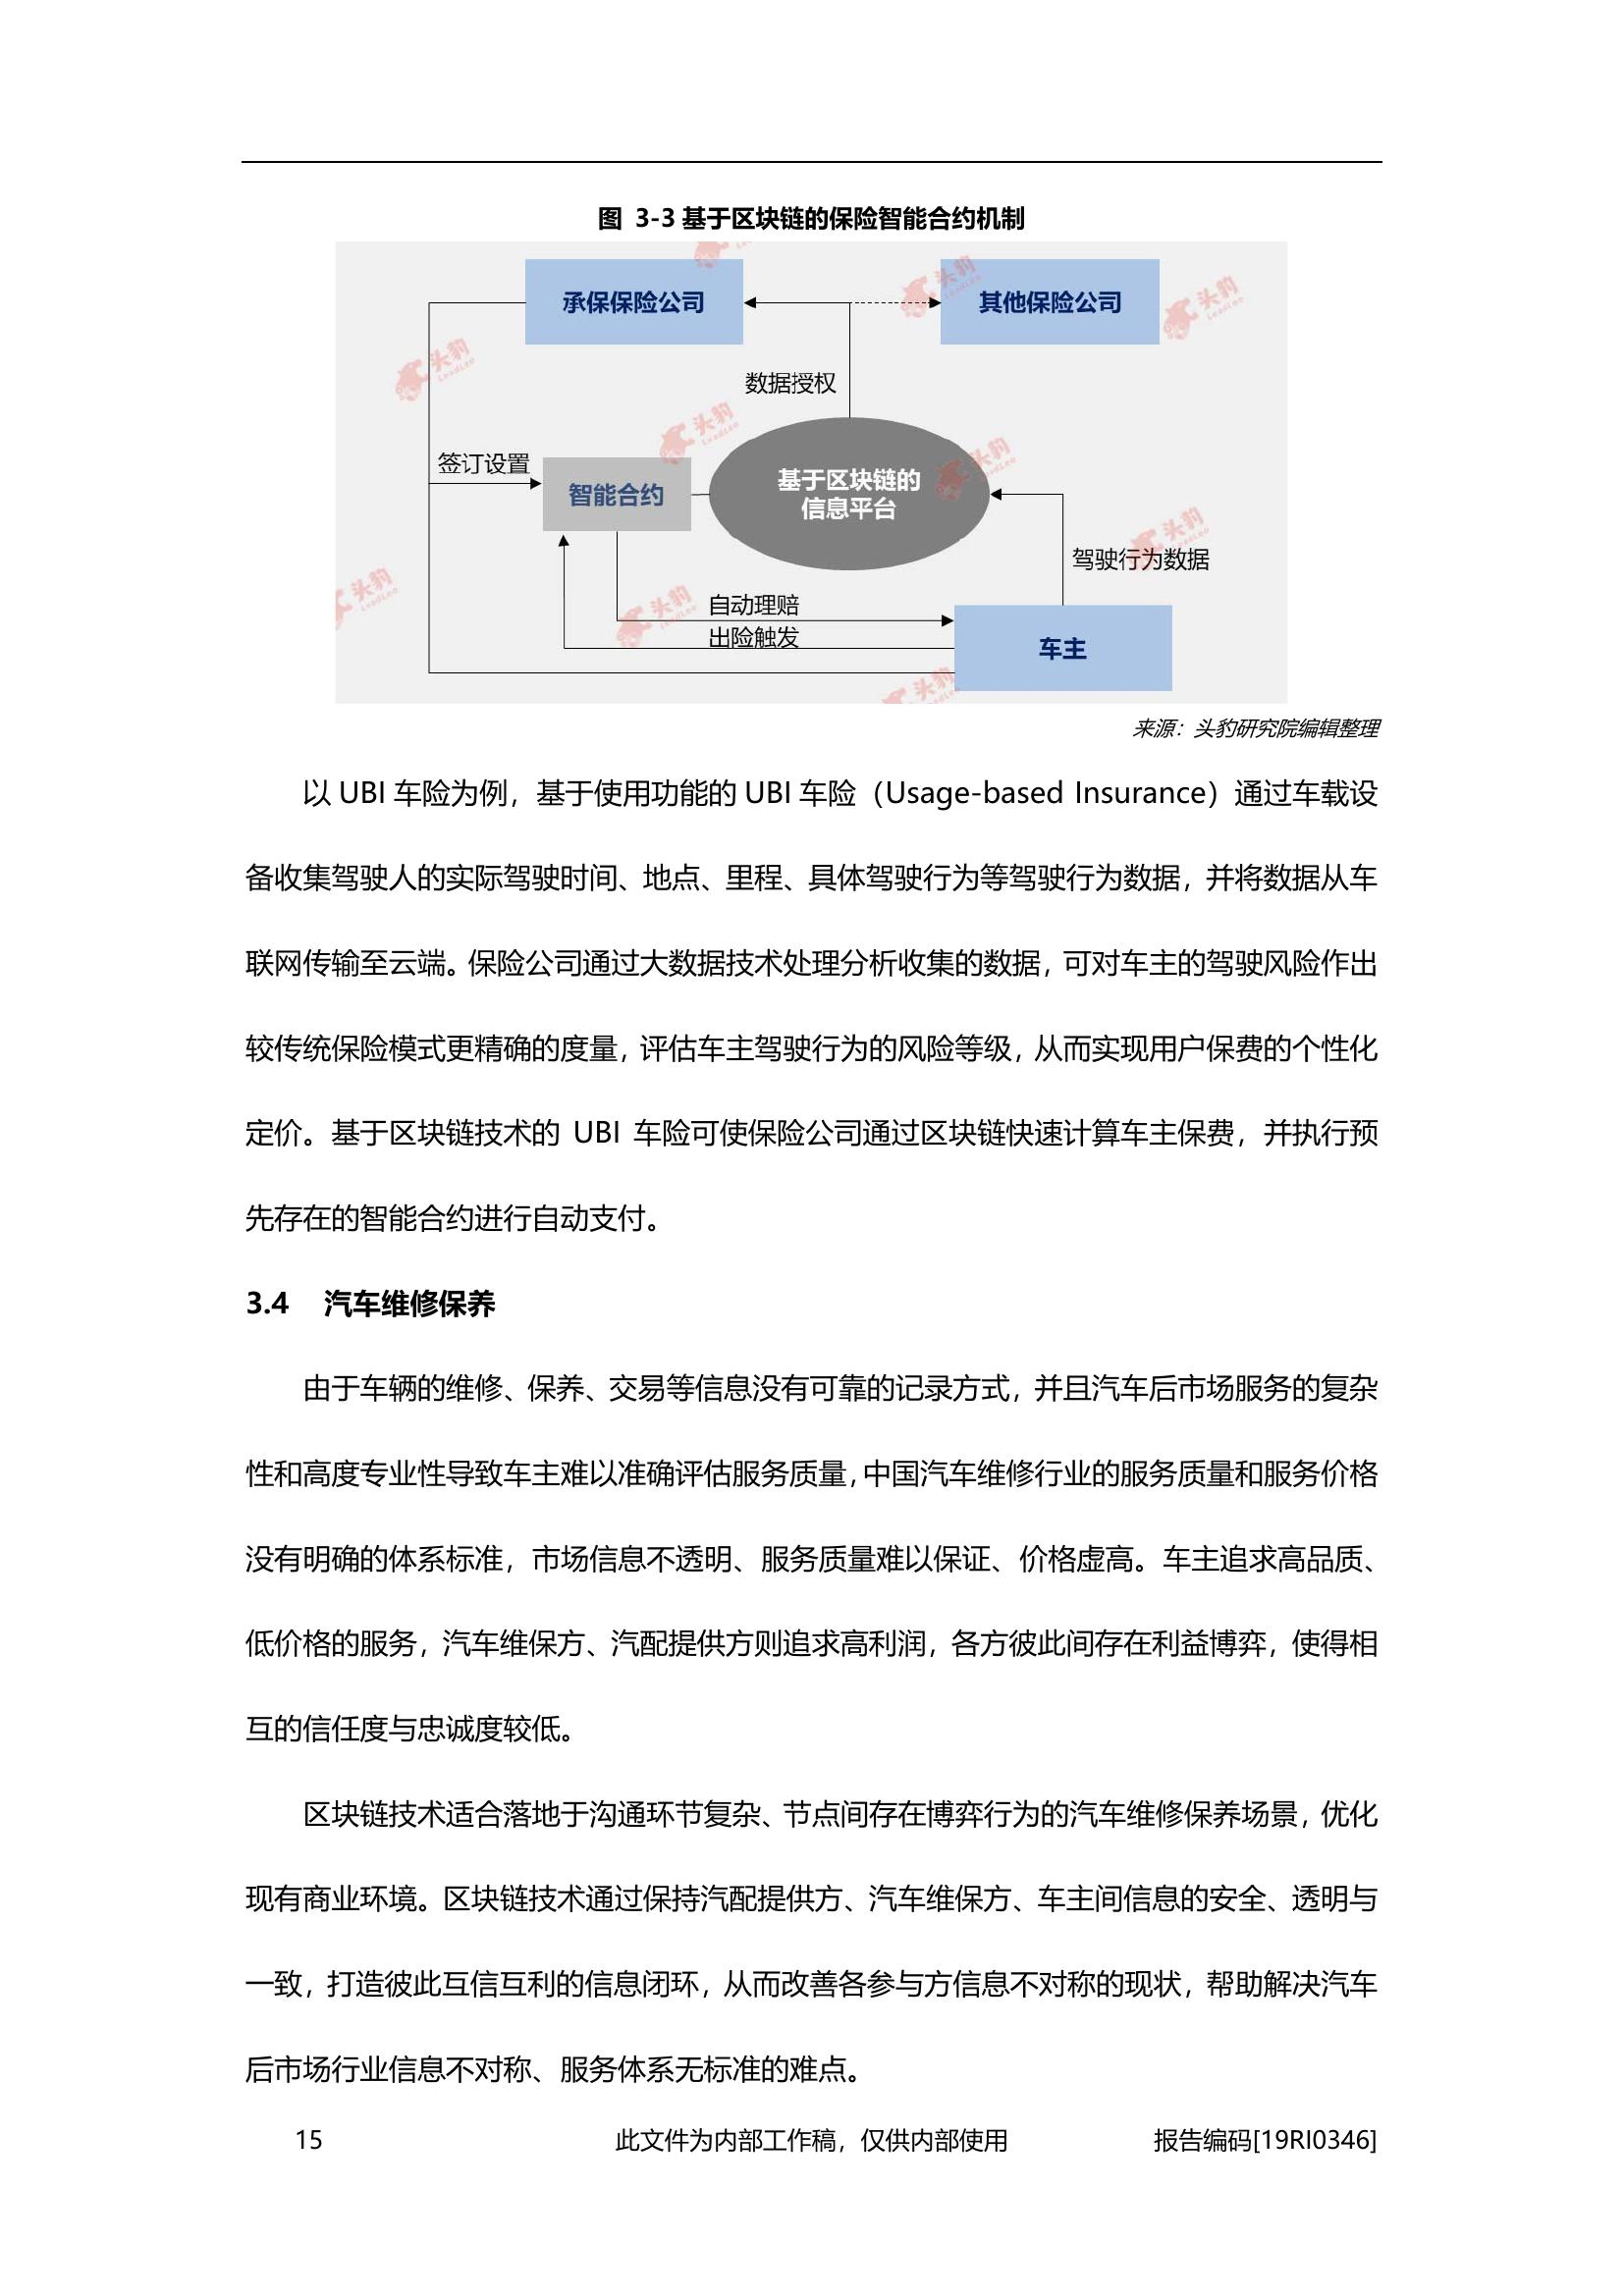 图 3-3 基于区块链的保险智能合约机制
承保保险公司
其他保险公司
数据授权
签订设置
智能合约
基于区块链的
信息平台
驾驶行为数据
自动理赔
出险触发
车主
头豹
LeadLeo
来源：头豹研究院编辑整理
以 UBI 车险为例，基于使用功能的 UBI 车险（Usage-based Insurance）通过车载设
备收集驾驶人的实际驾驶时间、地点、里程、具体驾驶行为等驾驶行为数据，并将数据从车
联网传输至云端。保险公司通过大数据技术处理分析收集的数据，可对车主的驾驶风险作出
较传统保险模式更精确的度量，评估车主驾驶行为的风险等级，从而实现用户保费的个性化
定价。基于区块链技术的 UBI 车险可使保险公司通过区块链快速计算车主保费，并执行预
先存在的智能合约进行自动支付。
3.4 汽车维修保养
由于车辆的维修、保养、交易等信息没有可靠的记录方式，并且汽车后市场服务的复杂
性和高度专业性导致车主难以准确评估服务质量，中国汽车维修行业的服务质量和服务价格
没有明确的体系标准，市场信息不透明、服务质量难以保证、价格虚高。车主追求高品质、
低价格的服务，汽车维保方、汽配提供方则追求高利润，各方彼此间存在利益博弈，使得相
互的信任度与忠诚度较低。
区块链技术适合落地于沟通环节复杂、节点间存在博弈行为的汽车维修保养场景，优化
现有商业环境。区块链技术通过保持汽配提供方、汽车维保方、车主间信息的安全、透明与
一致，打造彼此互信互利的信息闭环，从而改善各参与方信息不对称的现状，帮助解决汽车
后市场行业信息不对称、服务体系无标准的难点。
15 此文件为内部工作稿，仅供内部使用 报告编码[19RI0346]